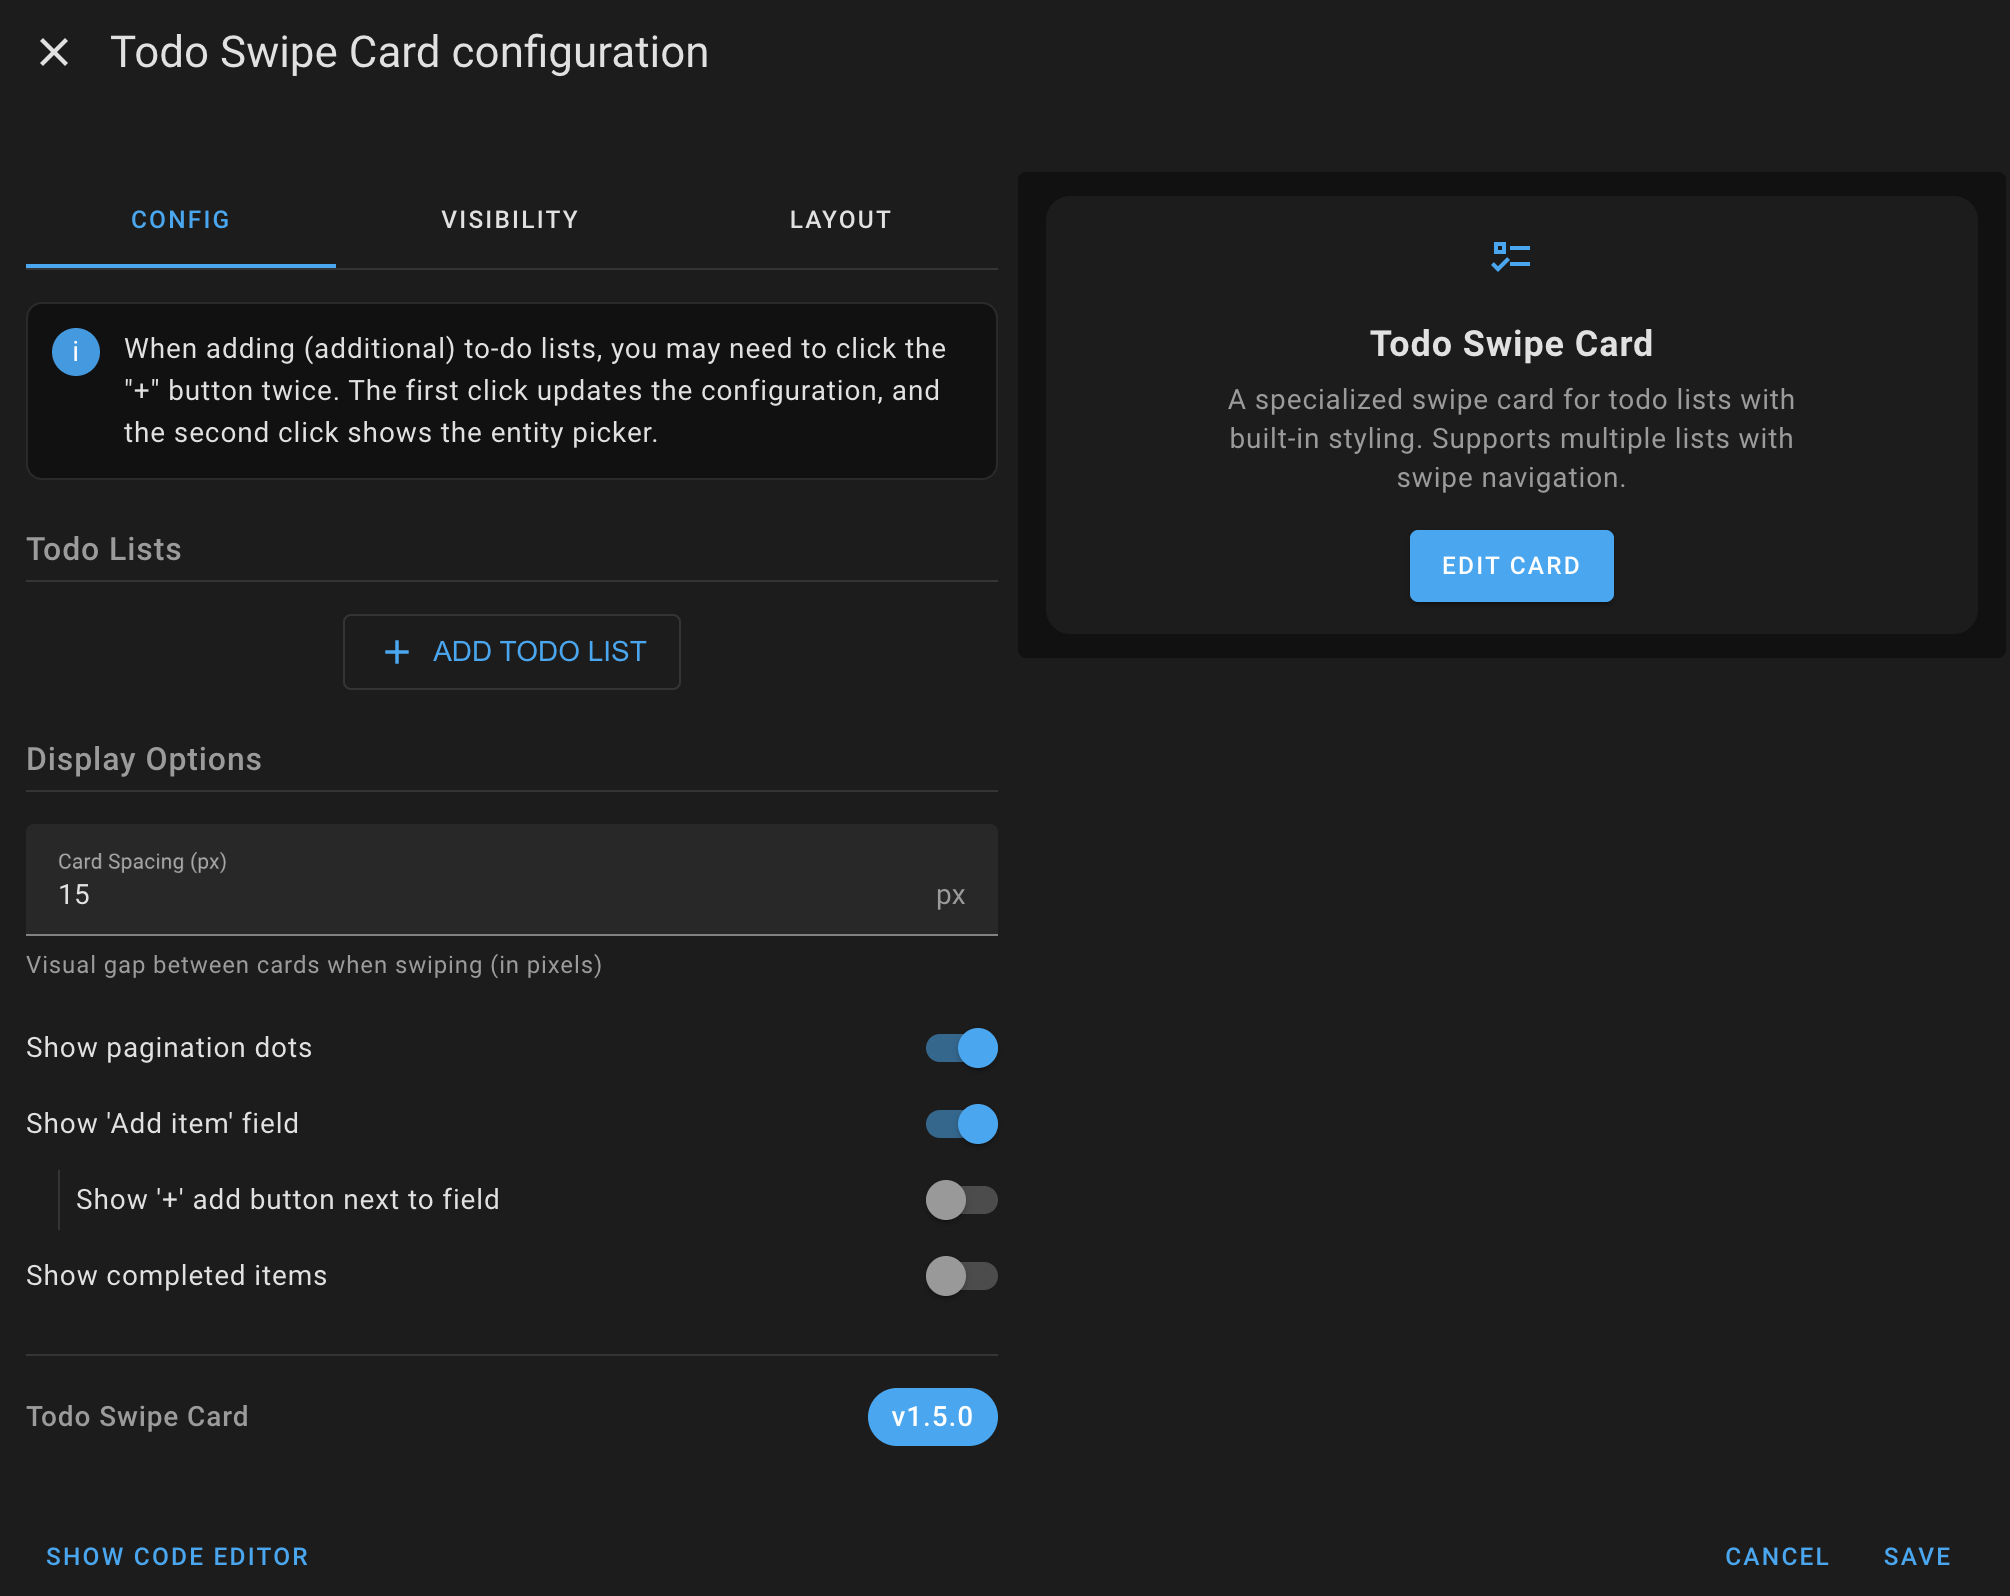 Todo Swipe Card configuration
CONFIG
VISIBILITY
LAYOUT
i
When adding (additional) to-do lists, you may need to click the
"+" button twice. The first click updates the configuration, and
the second click shows the entity picker.
Todo Lists
+ ADD TODO LIST
Display Options
Card Spacing (px)
15
px
Visual gap between cards when swiping (in pixels)
Show pagination dots
Show 'Add item' field
Show '+' add button next to field
Show completed items
Todo Swipe Card
v1.5.0
Todo Swipe Card
A specialized swipe card for todo lists with
built-in styling. Supports multiple lists with
swipe navigation.
EDIT CARD
SHOW CODE EDITOR
CANCEL
SAVE